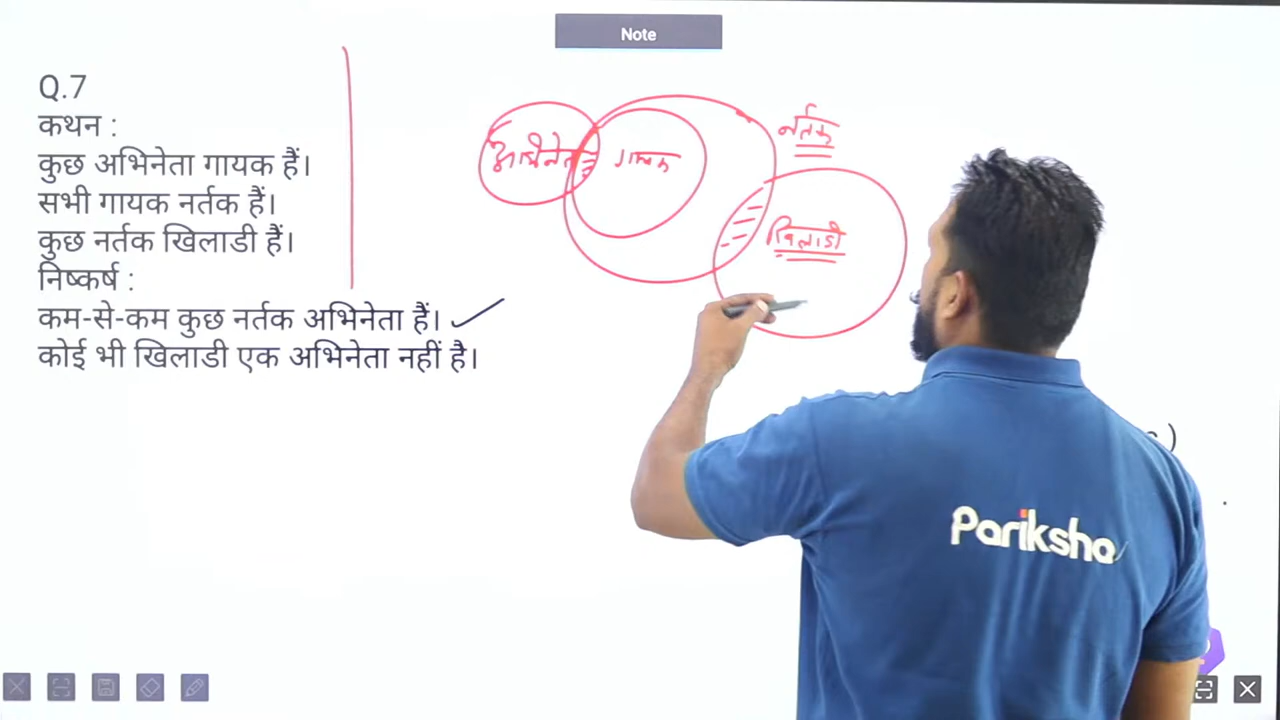 Note
Q.7
कथन :
कुछ अभिनेता गायक हैं।
सभी गायक नर्तक हैं।
कुछ नर्तक खिलाडी हैं।
निष्कर्ष :
कम-से-कम कुछ नर्तक अभिनेता हैं।
कोई भी खिलाडी एक अभिनेता नहीं है।
अभिनेता
गायक
नर्तक
खिलाडी
Pariksha